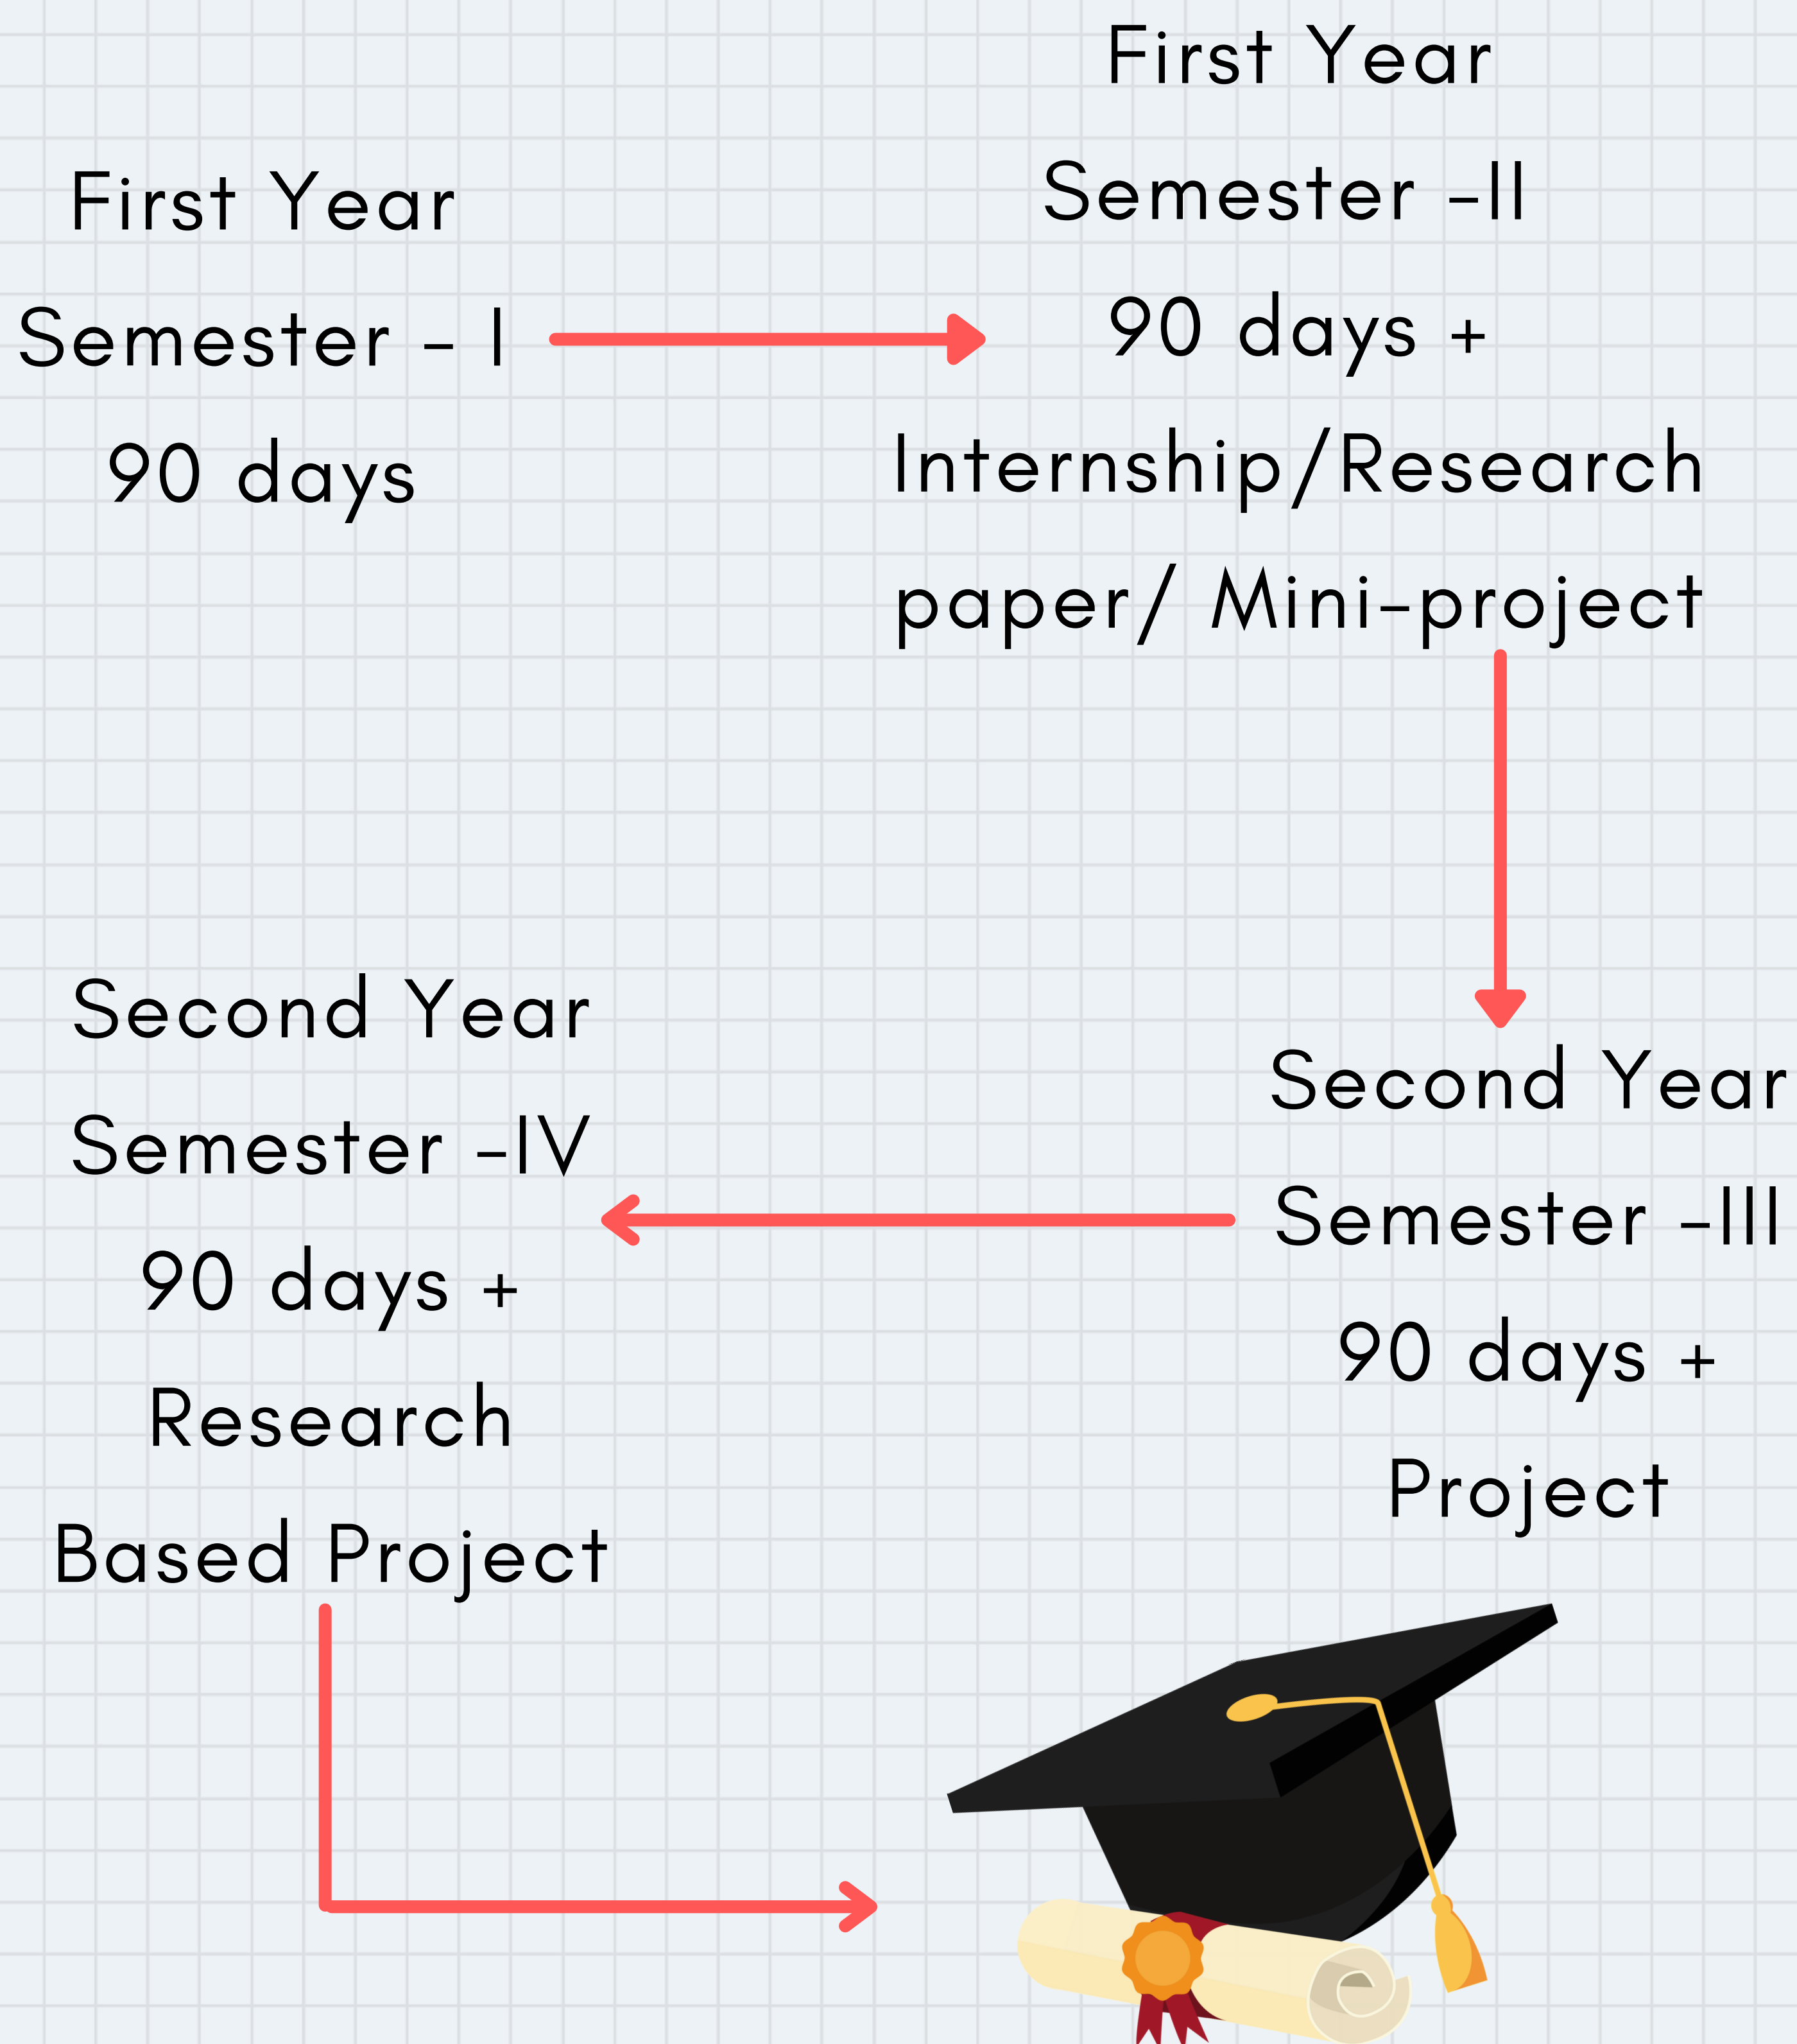 First Year
Semester - I
90 days
First Year
Semester -II
90 days +
Internship/Research
paper/ Mini-project
Second Year
Semester -III
90 days +
Project
Second Year
Semester -IV
90 days +
Research
Based Project